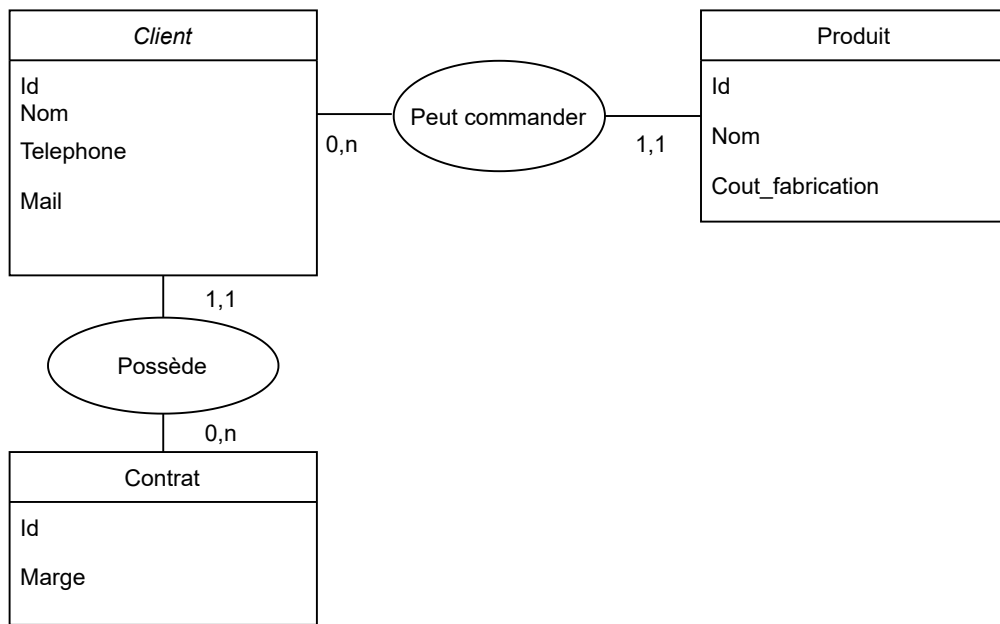 Client
Id
Nom
Telephone
Mail
Peut commander
0,n
1,1
Produit
Id
Nom
Cout_fabrication
1,1
Possède
0,n
Contrat
Id
Marge